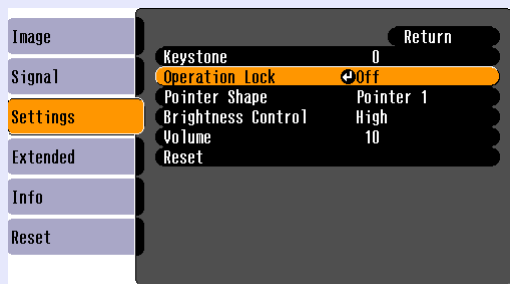 Image
Signal
Settings
Extended
Info
Reset
Return
Keystone 0
Operation Lock Off
Pointer Shape Pointer 1
Brightness Control High
Volume 10
Reset